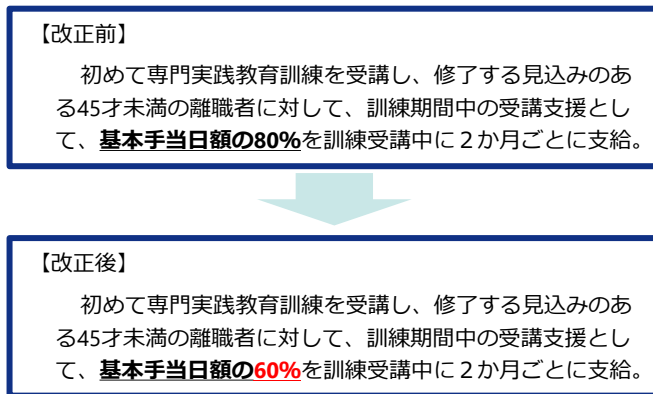 【改正前】
初めて専門実践教育訓練を受講し、修了する見込みのあ
る45才未満の離職者に対して、訓練期間中の受講支援とし
て、基本手当日額の80%を訓練受講中に２か月ごとに支給。
【改正後】
初めて専門実践教育訓練を受講し、修了する見込みのあ
る45才未満の離職者に対して、訓練期間中の受講支援とし
て、基本手当日額の60%を訓練受講中に２か月ごとに支給。